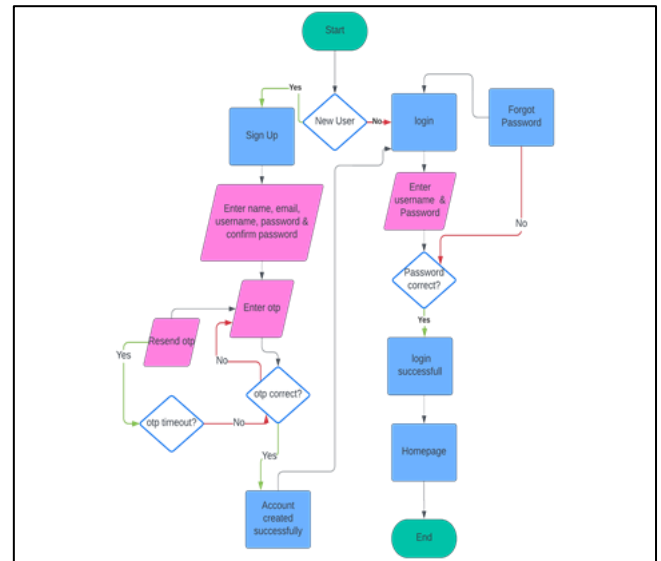 Start
Yes
New User
No
login
Forgot
Password
Sign Up
Enter name, email,
username, password &
confirm password
Enter
username &
Password
No
Password
correct?
Enter otp
Resend otp
Yes
No
otp correct?
otp timeout?
No
Yes
Account
created
successfully
Yes
login
successfull
Homepage
End